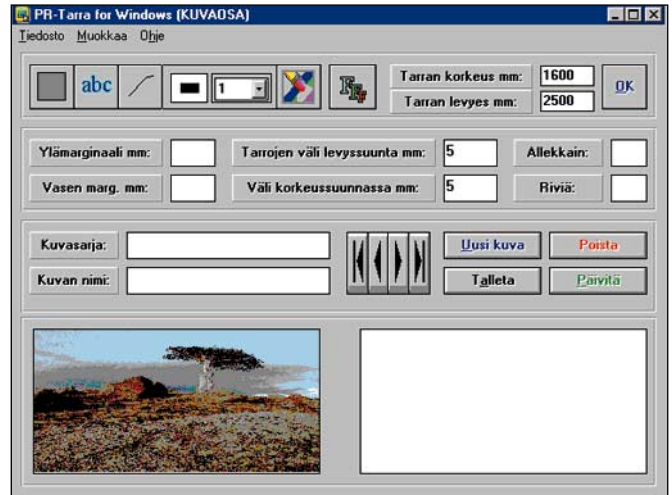 PR-Tarra for Windows (KUVAOSA)
Tiedosto Muokkaa Ohje
abc 1 FFF Tarran korkeus mm: 1600 OK
Tarran levyes mm: 2500
Ylämarginaali mm: Tarrojen väli levyssuunta mm: 5 Allekkain:
Vasen marg. mm: Väli korkeussuunnassa mm: 5 Riviä:
Kuvasarja: Uusi kuva Poista
Kuvan nimi: Talleta Päivitä